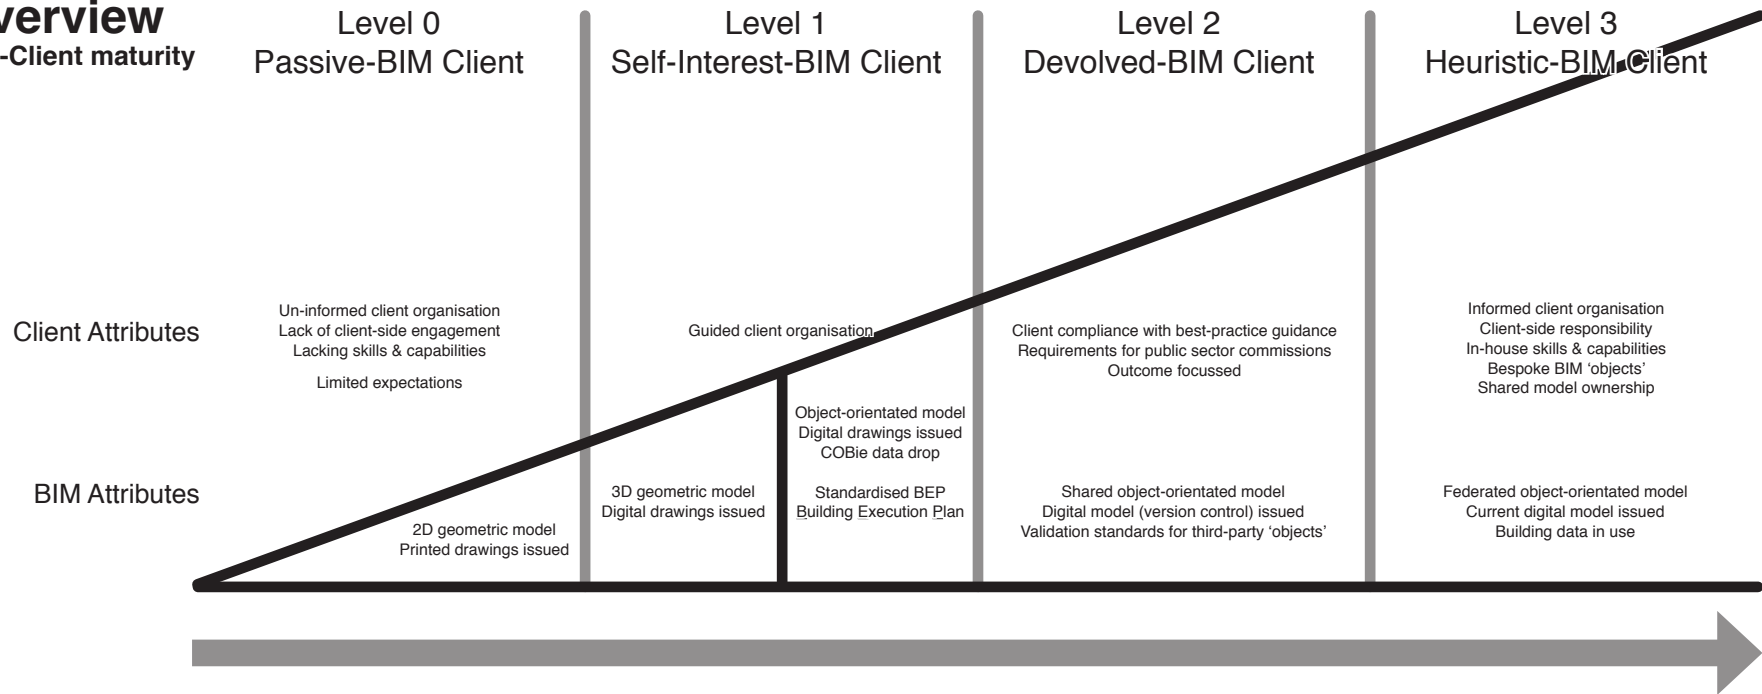 verview
-Client maturity
Level 0
Passive-BIM Client
Level 1
Self-Interest-BIM Client
Level 2
Devolved-BIM Client
Level 3
Heuristic-BIM Client
Client Attributes
Un-informed client organisation
Lack of client-side engagement
Lacking skills & capabilities
Limited expectations
Guided client organisation
Client compliance with best-practice guidance
Requirements for public sector commissions
Outcome focussed
Informed client organisation
Client-side responsibility
In-house skills & capabilities
Bespoke BIM ‘objects’
Shared model ownership
BIM Attributes
2D geometric model
Printed drawings issued
3D geometric model
Digital drawings issued
Object-orientated model
Digital drawings issued
COBie data drop
Standardised BEP
Building Execution Plan
Shared object-orientated model
Digital model (version control) issued
Validation standards for third-party ‘objects’
Federated object-orientated model
Current digital model issued
Building data in use